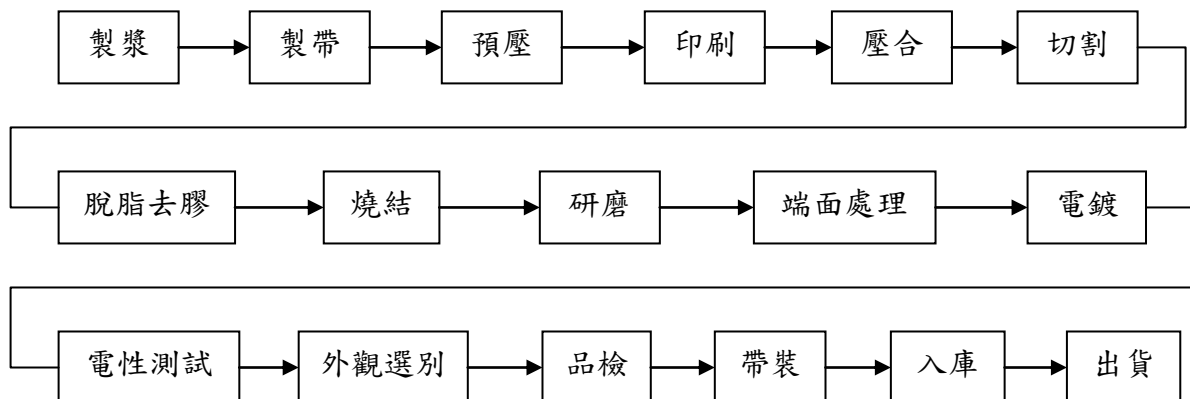 製漿 製帶 預壓 印刷 壓合 切割
脫脂去膠 燒結 研磨 端面處理 電鍍
電性測試 外觀選別 品檢 帶裝 入庫 出貨